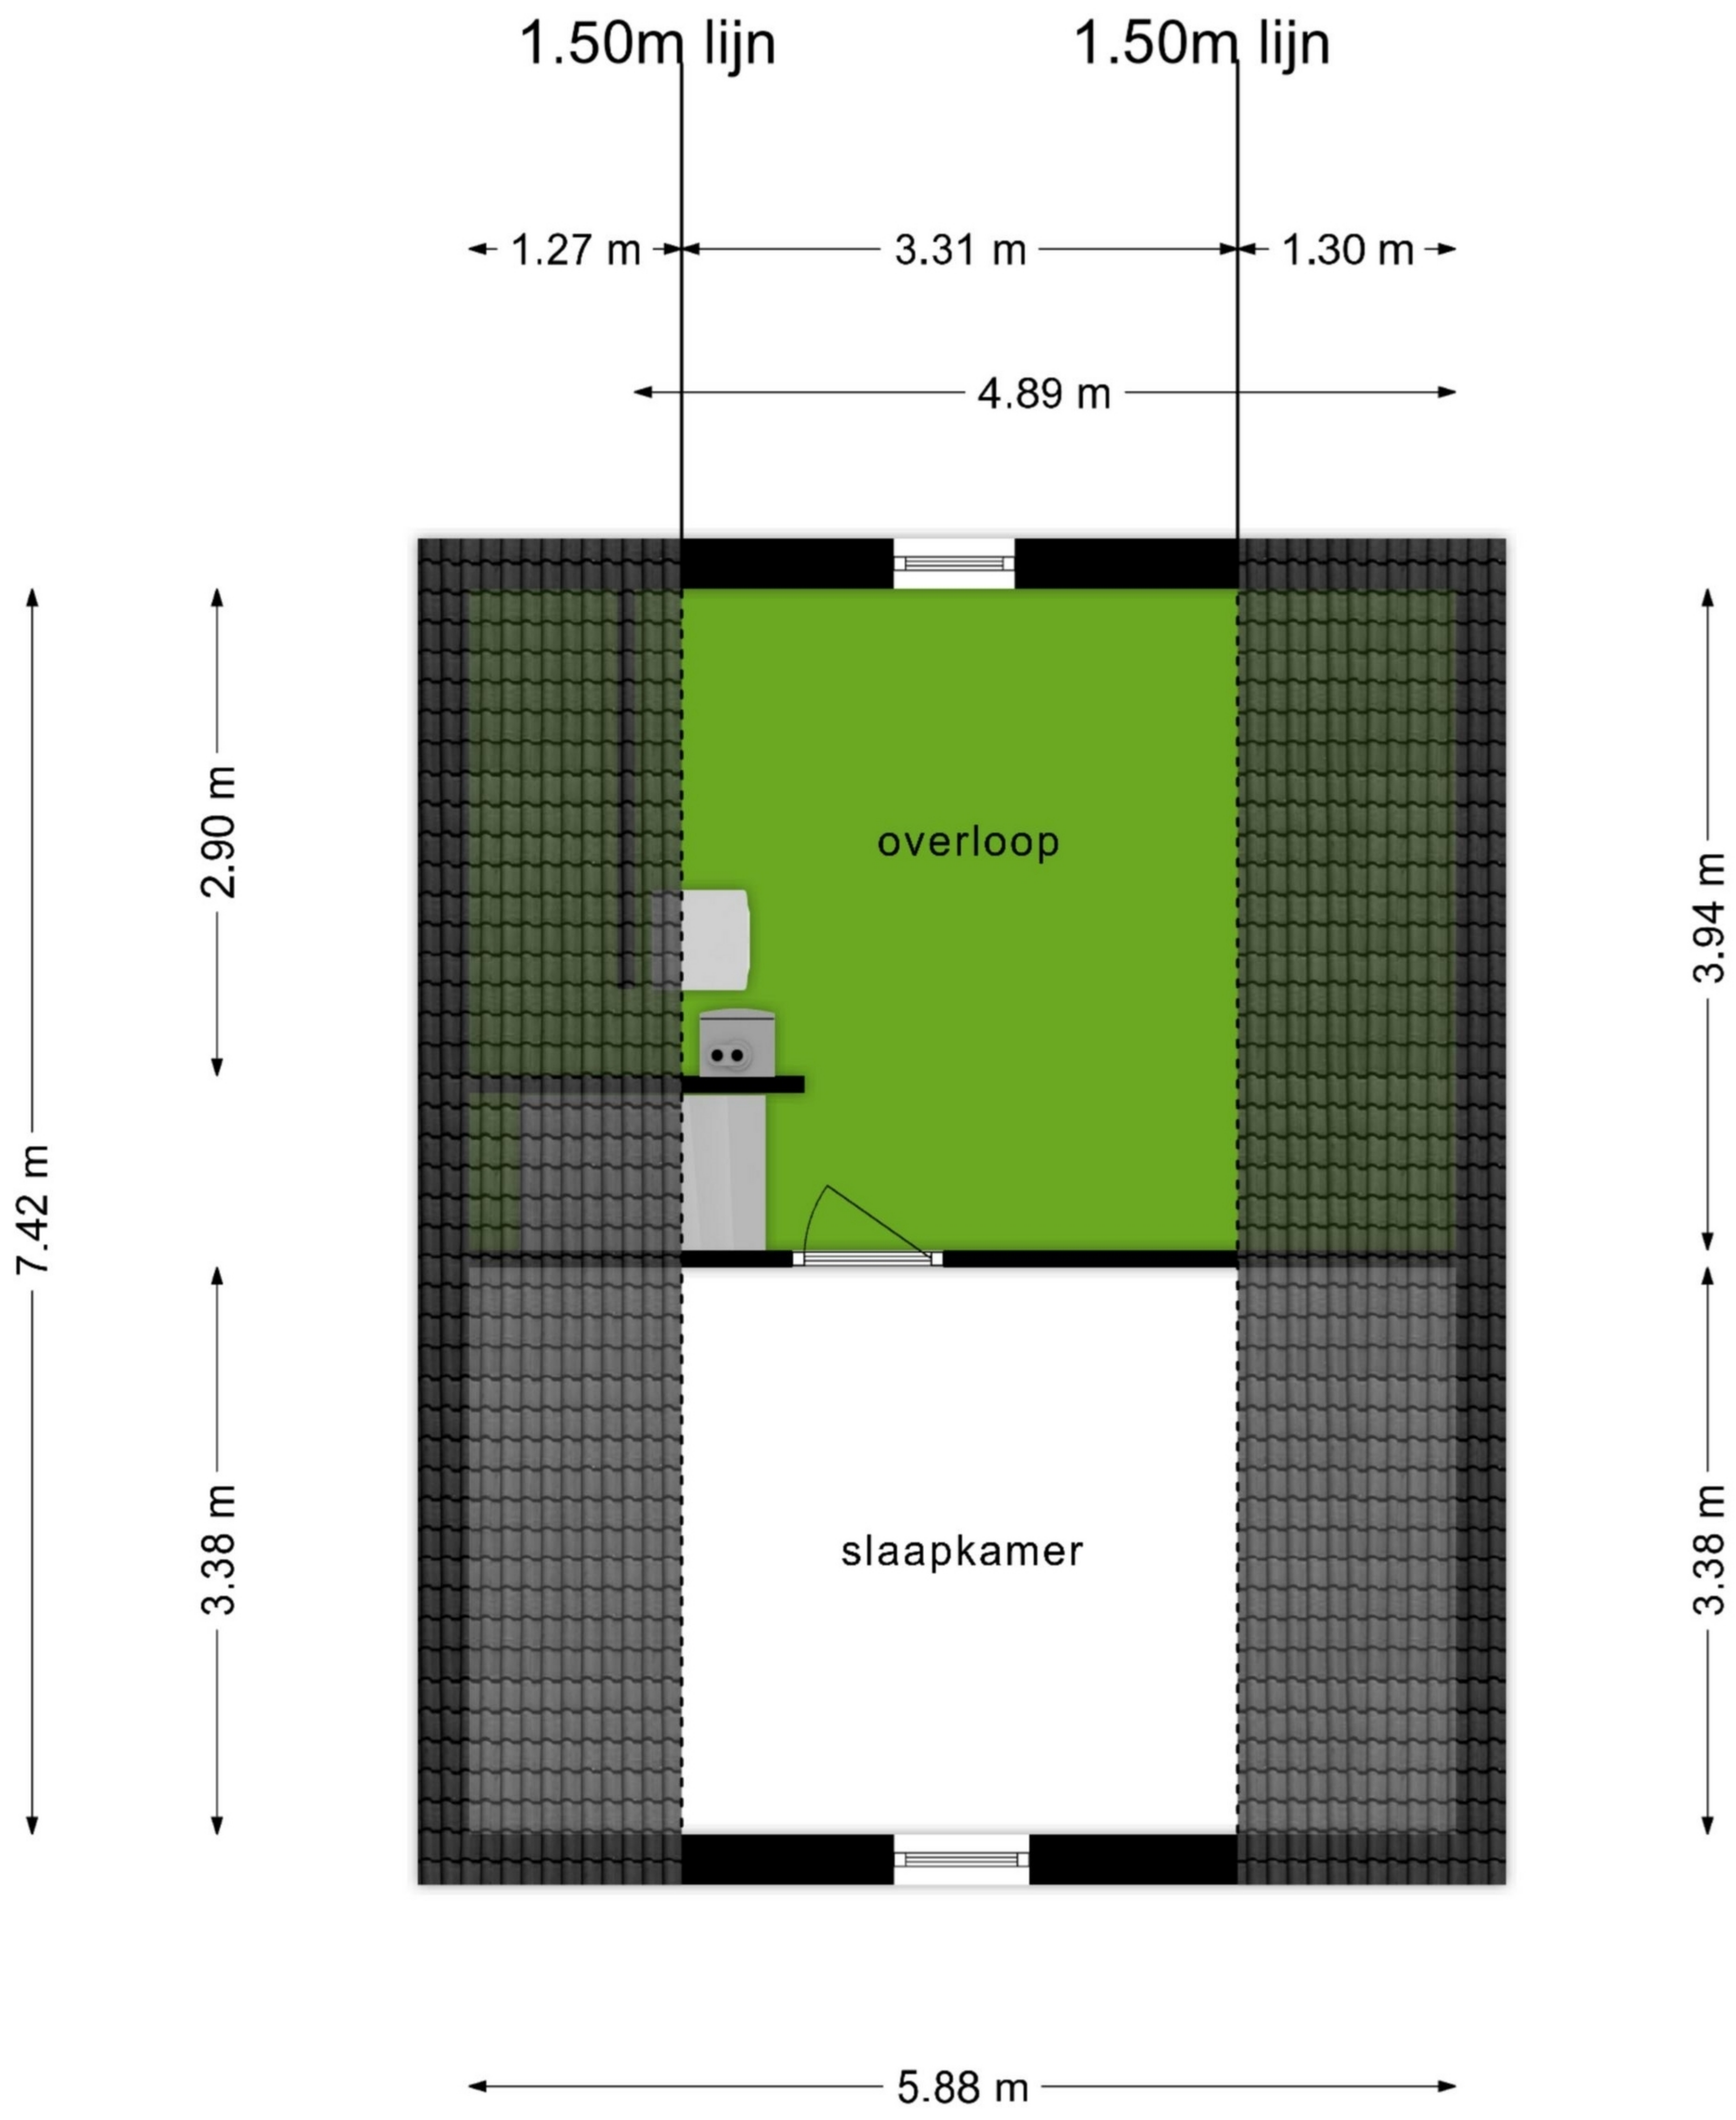 1.50m lijn 1.50m lijn
1.27 m 3.31 m 1.30 m
4.89 m
overloop
2.90 m
3.94 m
7.42 m
slaapkamer
3.38 m
3.38 m
5.88 m